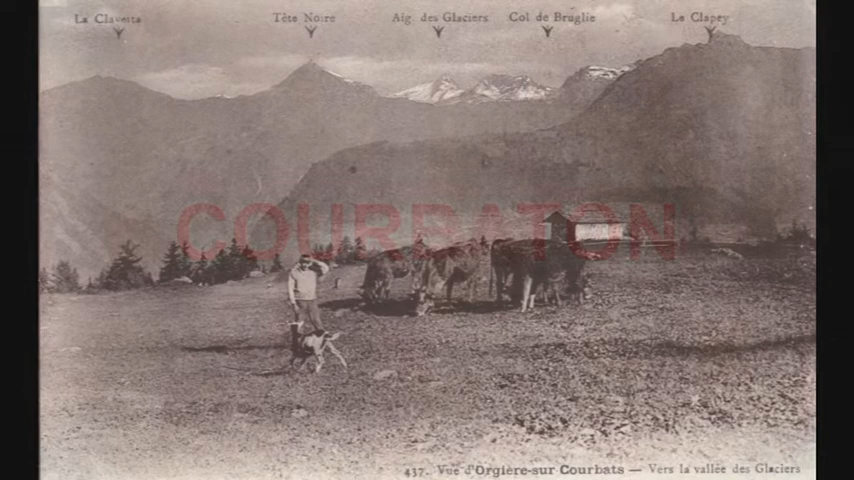 La Clavetta Tête Noire Aig. des Glaciers Col de Bruglie Le Clapey
COURBATON
437. Vue d'Orgière-sur Courbats — Vers la vallée des Glaciers